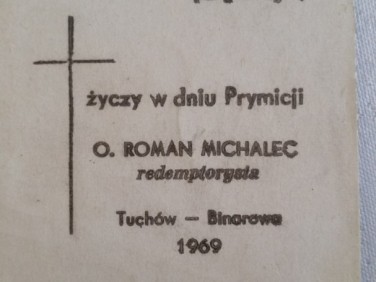 życzy w dniu Prymicji
O. ROMAN MICHALEC
redemptorysta
Tuchów — Binarowa
1969